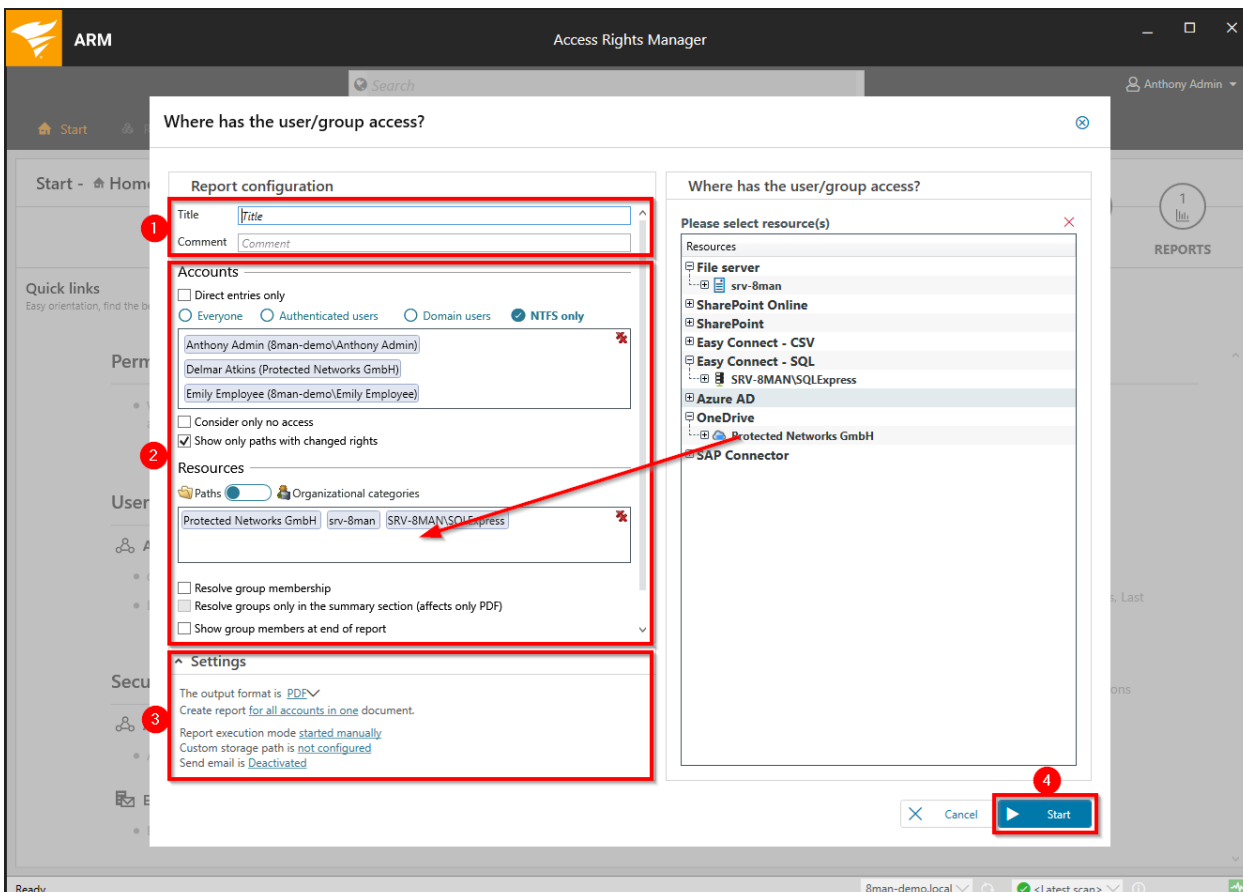 ARM
Access Rights Manager
Search
Anthony Admin
Start
Where has the user/group access?
Start - Home
1
REPORTS
Quick links
Easy orientation, find the be
Perm
User
Secu
s, Last
ons
Report configuration
1
Title Title
Comment Comment
2
Accounts
Direct entries only
Everyone Authenticated users Domain users NTFS only
Anthony Admin (8man-demo\Anthony Admin)
Delmar Atkins (Protected Networks GmbH)
Emily Employee (8man-demo\Emily Employee)
Consider only no access
Show only paths with changed rights
Resources
Paths Organizational categories
Protected Networks GmbH srv-8man SRV-8MAN\SQLExpress
Resolve group membership
Resolve groups only in the summary section (affects only PDF)
Show group members at end of report
3
Settings
The output format is PDF
Create report for all accounts in one document.
Report execution mode started manually
Custom storage path is not configured
Send email is Deactivated
Where has the user/group access?
Please select resource(s)
Resources
File server
srv-8man
SharePoint Online
SharePoint
Easy Connect - CSV
Easy Connect - SQL
SRV-8MAN\SQLExpress
Azure AD
OneDrive
Protected Networks GmbH
SAP Connector
4
Cancel Start
Ready
8man-demo.local <Latest scan>